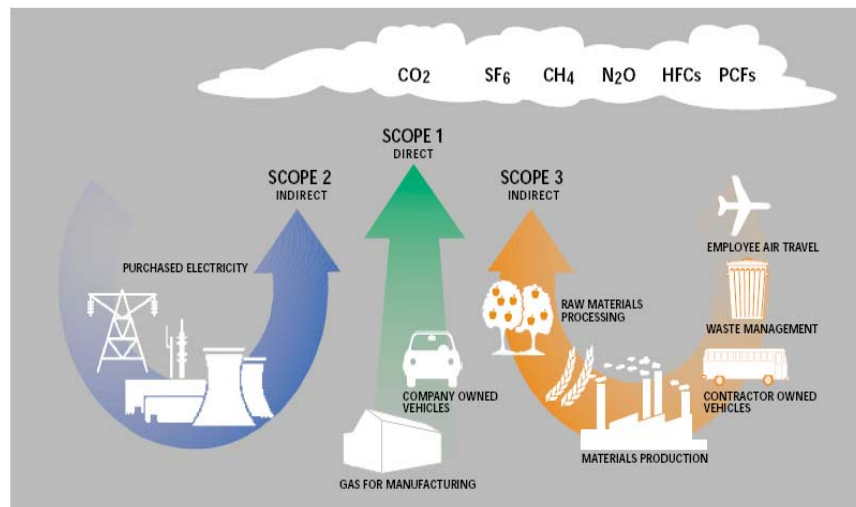 CO2 SF6 CH4 N2O HFCs PCFs
SCOPE 1
DIRECT
SCOPE 2
INDIRECT
SCOPE 3
INDIRECT
PURCHASED ELECTRICITY
COMPANY OWNED
VEHICLES
GAS FOR MANUFACTURING
RAW MATERIALS
PROCESSING
MATERIALS PRODUCTION
EMPLOYEE AIR TRAVEL
WASTE MANAGEMENT
CONTRACTOR OWNED
VEHICLES